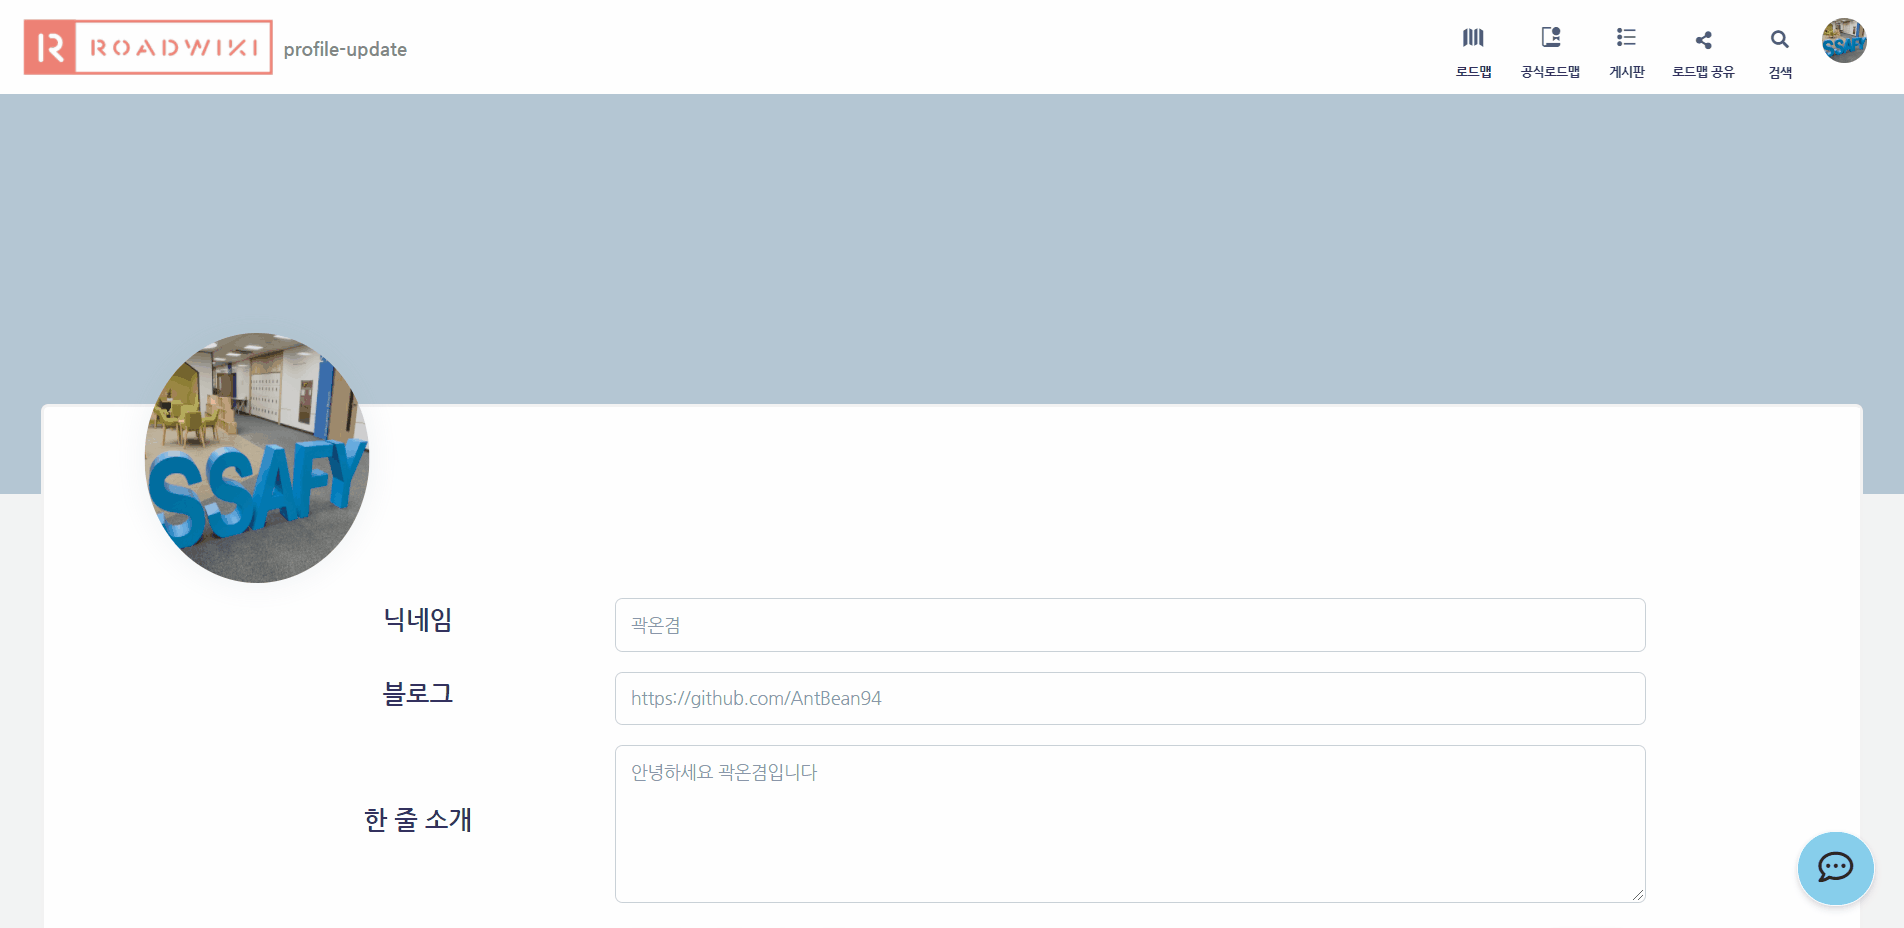 R ROADWIKI profile-update
로드맵 공식로드맵 게시판 로드맵 공유 검색
SSAFY
SSAFY
닉네임 곽온겸
블로그 https://github.com/AntBean94
한 줄 소개 안녕하세요 곽온겸입니다